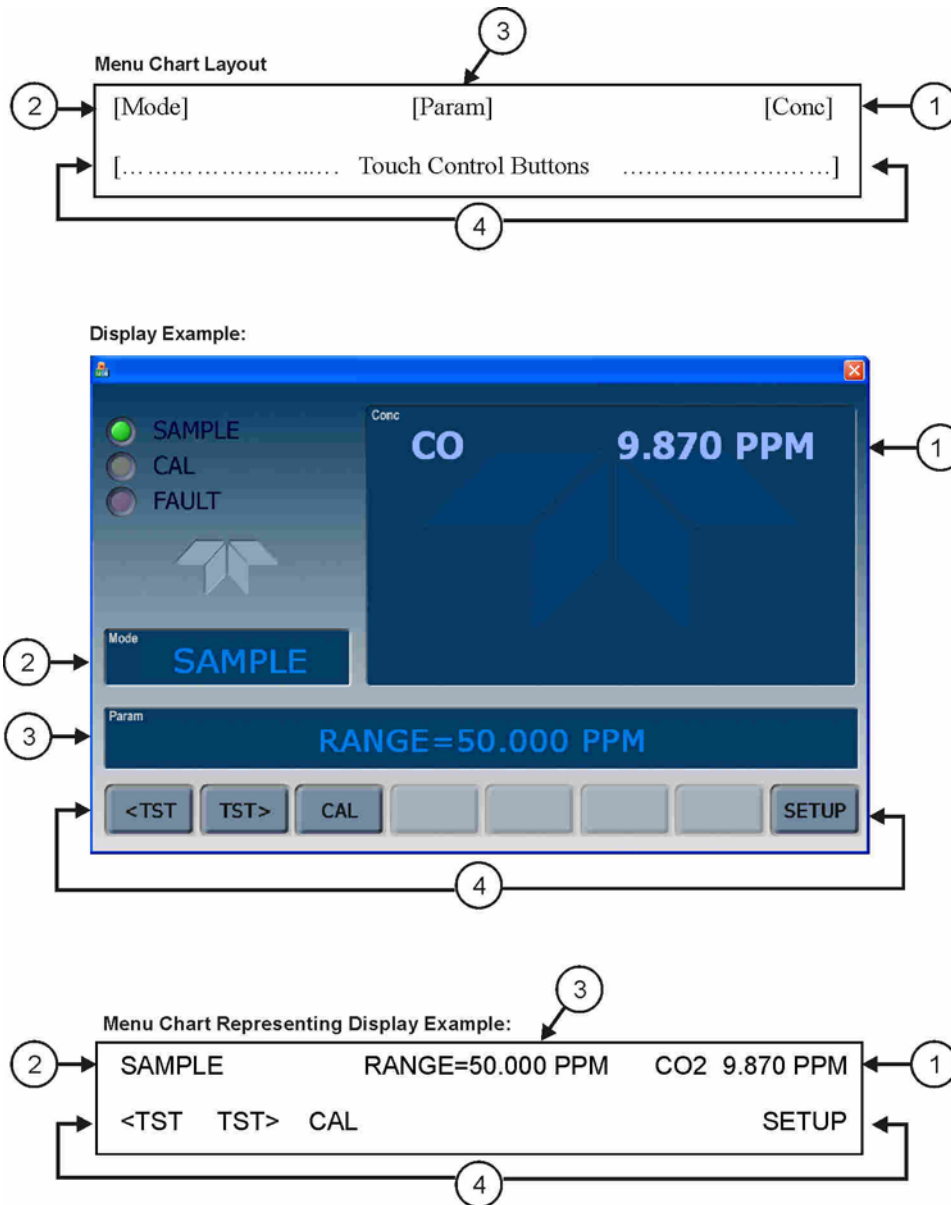 3
Menu Chart Layout
2 [Mode] [Param] [Conc] 1
[…………………...…. Touch Control Buttons ………….…….……]
4
Display Example:
SAMPLE
CAL
FAULT
Conc
CO 9.870 PPM
1
Mode
2 SAMPLE
Param
3 RANGE=50.000 PPM
<TST TST> CAL SETUP
4
3
Menu Chart Representing Display Example:
2 SAMPLE RANGE=50.000 PPM CO2 9.870 PPM 1
<TST TST> CAL SETUP
4